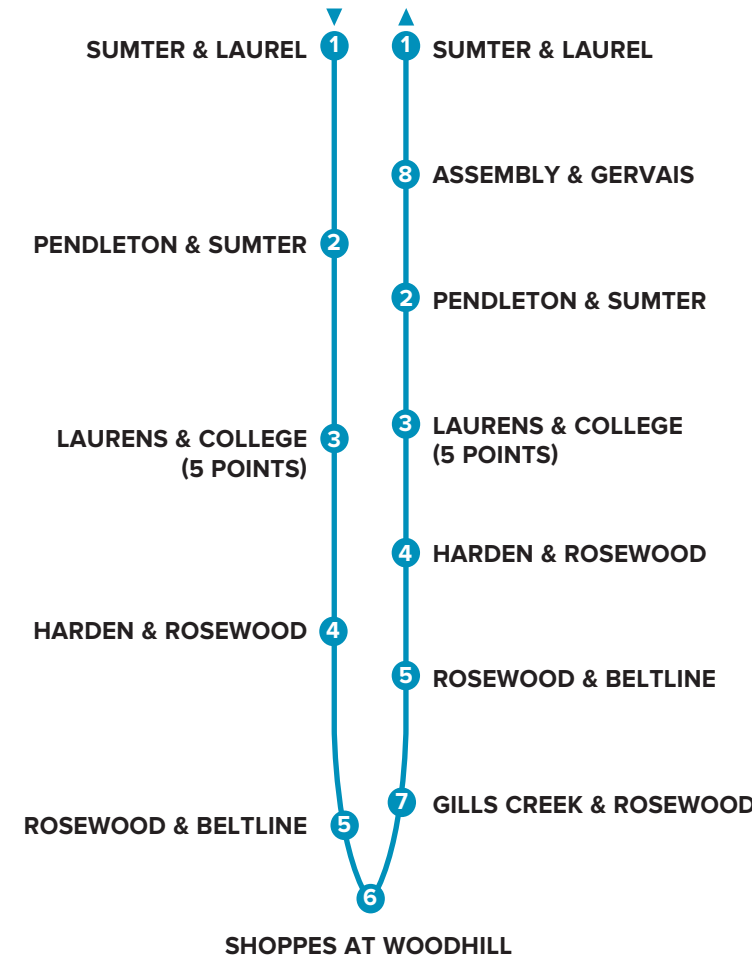 SUMTER & LAUREL 1
PENDLETON & SUMTER 2
LAURENS & COLLEGE 3
(5 POINTS)
HARDEN & ROSEWOOD 4
ROSEWOOD & BELTLINE 5
6
SHOPPES AT WOODHILL
1 SUMTER & LAUREL
8 ASSEMBLY & GERVAIS
2 PENDLETON & SUMTER
3 LAURENS & COLLEGE
(5 POINTS)
4 HARDEN & ROSEWOOD
5 ROSEWOOD & BELTLINE
7 GILLS CREEK & ROSEWOOD